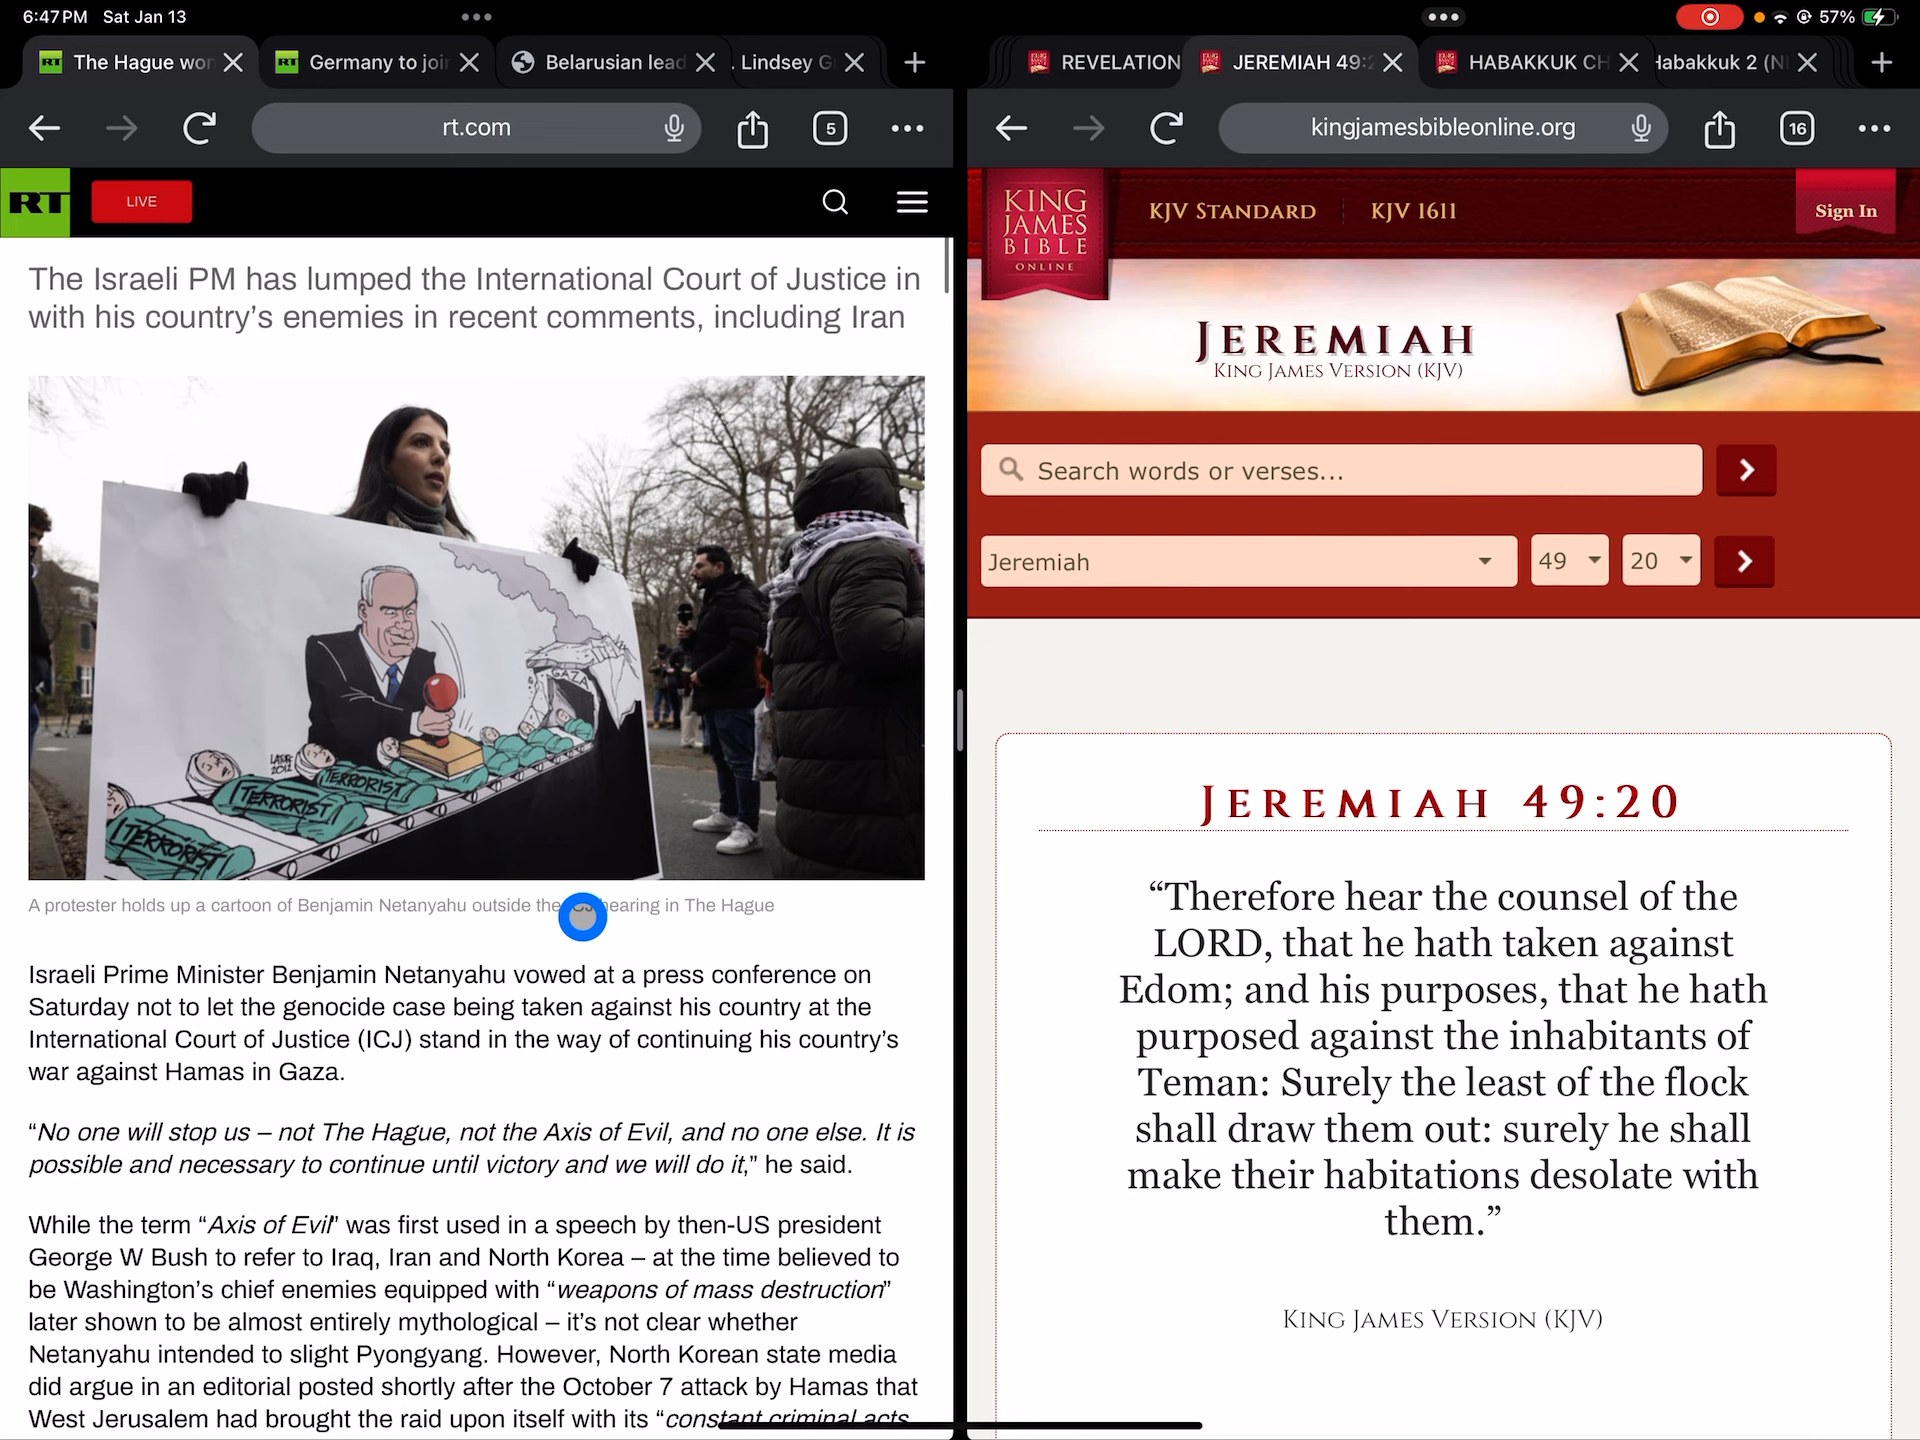 6:47 PM Sat Jan 13
57%
The Hague wor
Germany to join
Belarusian lead
. Lindsey G
rt.com
5
RT
LIVE
The Israeli PM has lumped the International Court of Justice in
with his country's enemies in recent comments, including Iran
GAZA
LATUFF
2012
TERRORIST
TERRORIST
TERRORIST
A protester holds up a cartoon of Benjamin Netanyahu outside the ICJ hearing in The Hague
Israeli Prime Minister Benjamin Netanyahu vowed at a press conference on
Saturday not to let the genocide case being taken against his country at the
International Court of Justice (ICJ) stand in the way of continuing his country's
war against Hamas in Gaza.
“No one will stop us – not The Hague, not the Axis of Evil, and no one else. It is
possible and necessary to continue until victory and we will do it,” he said.
While the term “Axis of Evil” was first used in a speech by then-US president
George W Bush to refer to Iraq, Iran and North Korea – at the time believed to
be Washington's chief enemies equipped with “weapons of mass destruction”
later shown to be almost entirely mythological – it's not clear whether
Netanyahu intended to slight Pyongyang. However, North Korean state media
did argue in an editorial posted shortly after the October 7 attack by Hamas that
West Jerusalem had brought the raid upon itself with its “constant criminal acts
REVELATION
JEREMIAH 49:2
HABAKKUK CH
Habakkuk 2 (N
kingjamesbibleonline.org
16
KING
JAMES
BIBLE
ONLINE
KJV STANDARD
KJV 1611
Sign In
JEREMIAH
KING JAMES VERSION (KJV)
Search words or verses...
Jeremiah
49
20
JEREMIAH 49:20
“Therefore hear the counsel of the
LORD, that he hath taken against
Edom; and his purposes, that he hath
purposed against the inhabitants of
Teman: Surely the least of the flock
shall draw them out: surely he shall
make their habitations desolate with
them.”
KING JAMES VERSION (KJV)